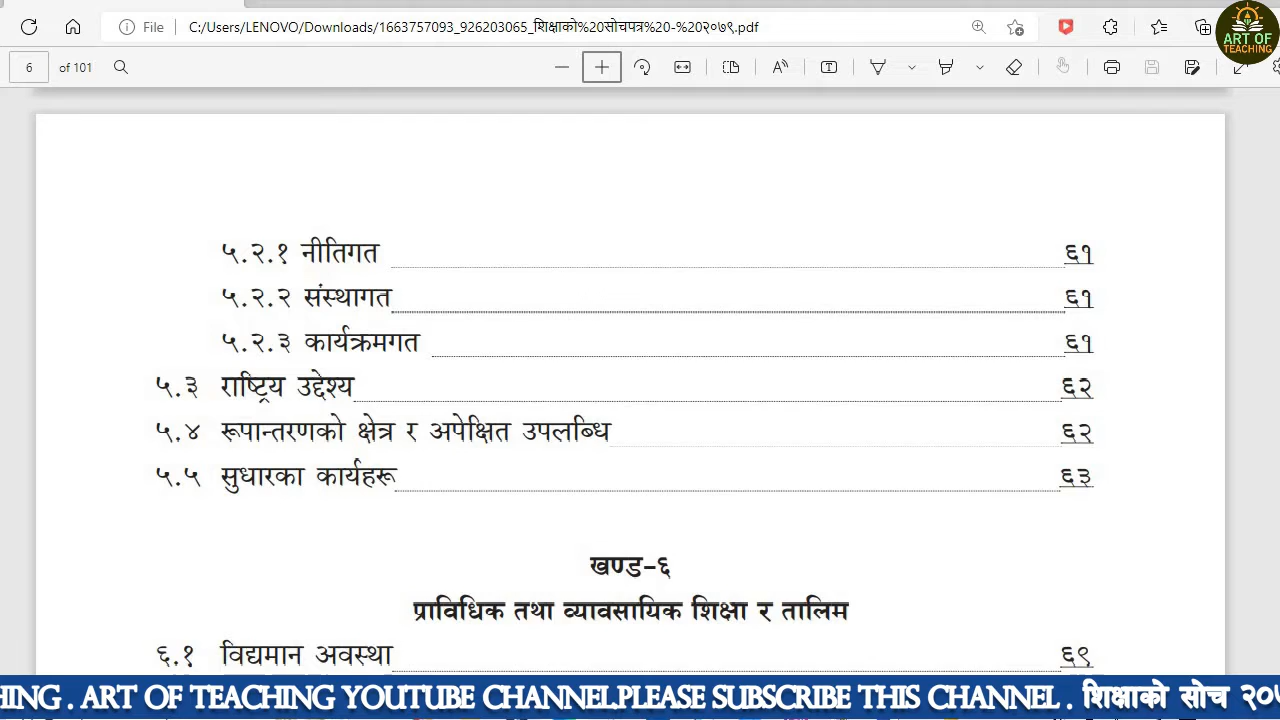 File C:/Users/LENOVO/Downloads/1663757093_926203065_शिक्षाको%20सोचपत्र%20-%20२०७९.pdf
ART OF
TEACHING
6 of 101
५.२.१ नीतिगत ६१
५.२.२ संस्थागत ६१
५.२.३ कार्यक्रमगत ६१
५.३ राष्ट्रिय उद्देश्य ६२
५.४ रूपान्तरणको क्षेत्र र अपेक्षित उपलब्धि ६२
५.५ सुधारका कार्यहरू ६३
खण्ड-६
प्राविधिक तथा व्यावसायिक शिक्षा र तालिम
६.१ विद्यमान अवस्था ६९
HING . ART OF TEACHING YOUTUBE CHANNEL.PLEASE SUBSCRIBE THIS CHANNEL . शिक्षाको सोच २०७